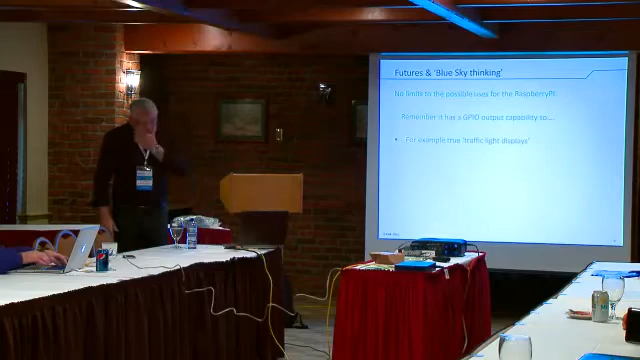 Futures & 'Blue Sky thinking'
No limits to the possible uses for the RaspberryPI.
Remember it has a GPIO output capability so....
• For example true 'traffic light displays'